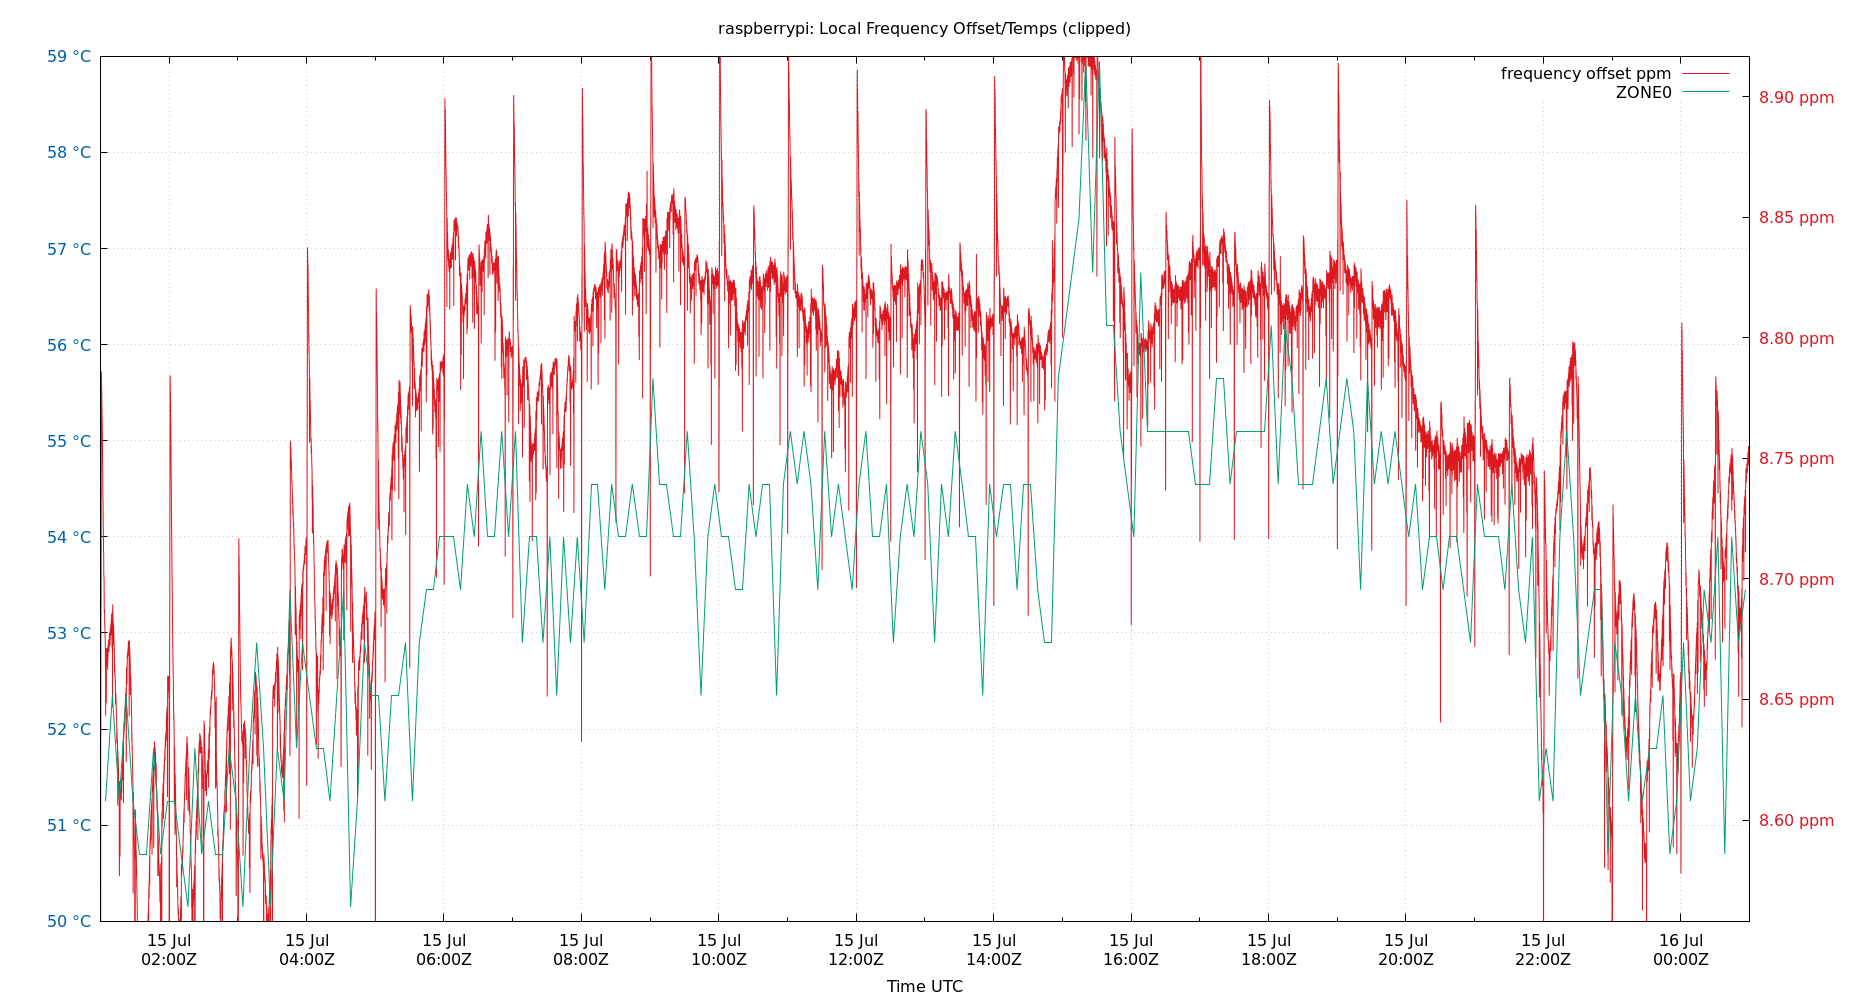 raspberrypi: Local Frequency Offset/Temps (clipped)
frequency offset ppm
ZONE0
59 °C
58 °C
57 °C
56 °C
55 °C
54 °C
53 °C
52 °C
51 °C
50 °C
8.90 ppm
8.85 ppm
8.80 ppm
8.75 ppm
8.70 ppm
8.65 ppm
8.60 ppm
15 Jul 15 Jul 15 Jul 15 Jul 15 Jul 15 Jul 15 Jul 15 Jul 15 Jul 15 Jul 15 Jul 16 Jul
02:00Z 04:00Z 06:00Z 08:00Z 10:00Z 12:00Z 14:00Z 16:00Z 18:00Z 20:00Z 22:00Z 00:00Z
Time UTC